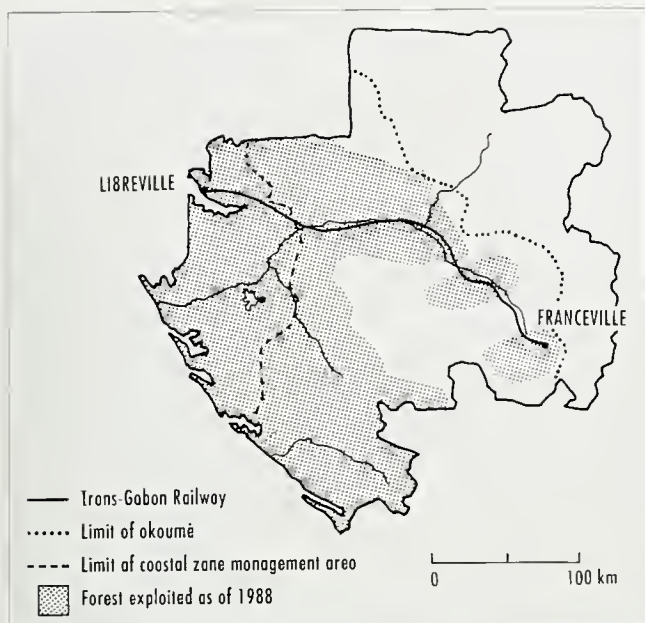 LIBREVILLE
FRANCEVILLE
Trans-Gabon Railway
Limit of okoumé
Limit of coastal zone management area
Forest exploited as of 1988
0 100 km